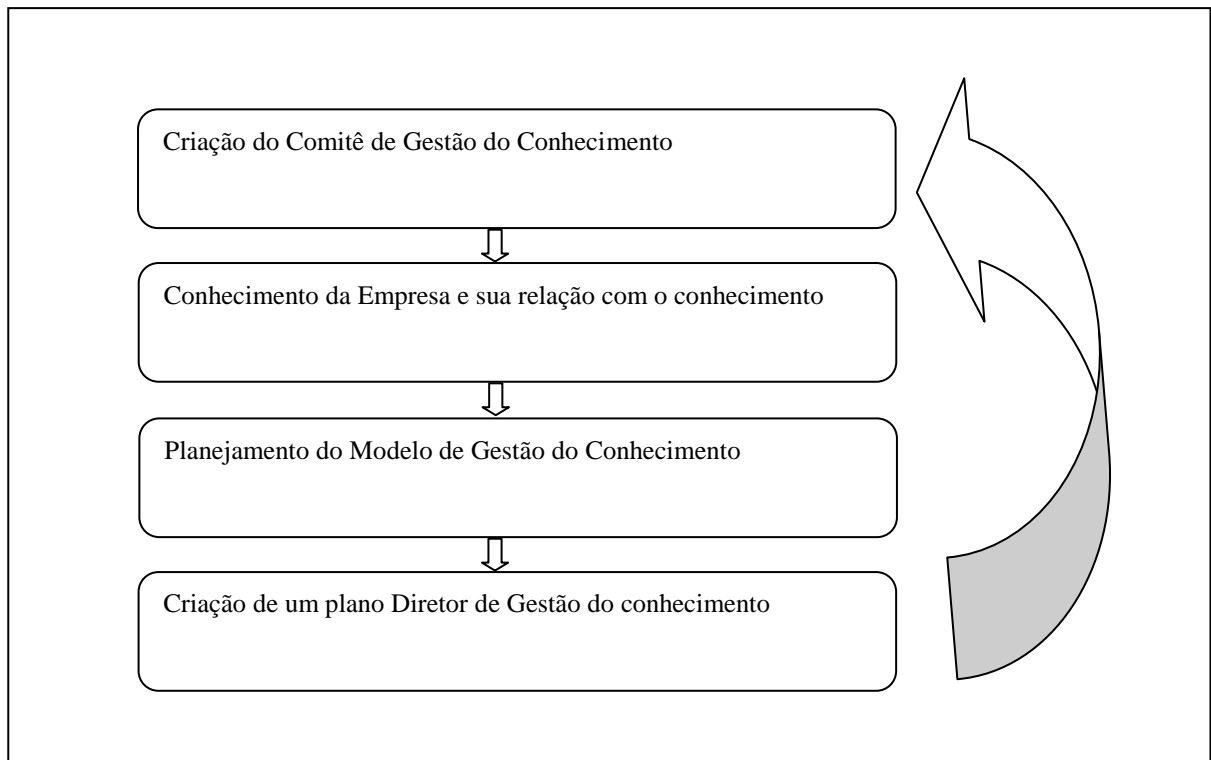 Criação do Comitê de Gestão do Conhecimento
Conhecimento da Empresa e sua relação com o conhecimento
Planejamento do Modelo de Gestão do Conhecimento
Criação de um plano Diretor de Gestão do conhecimento